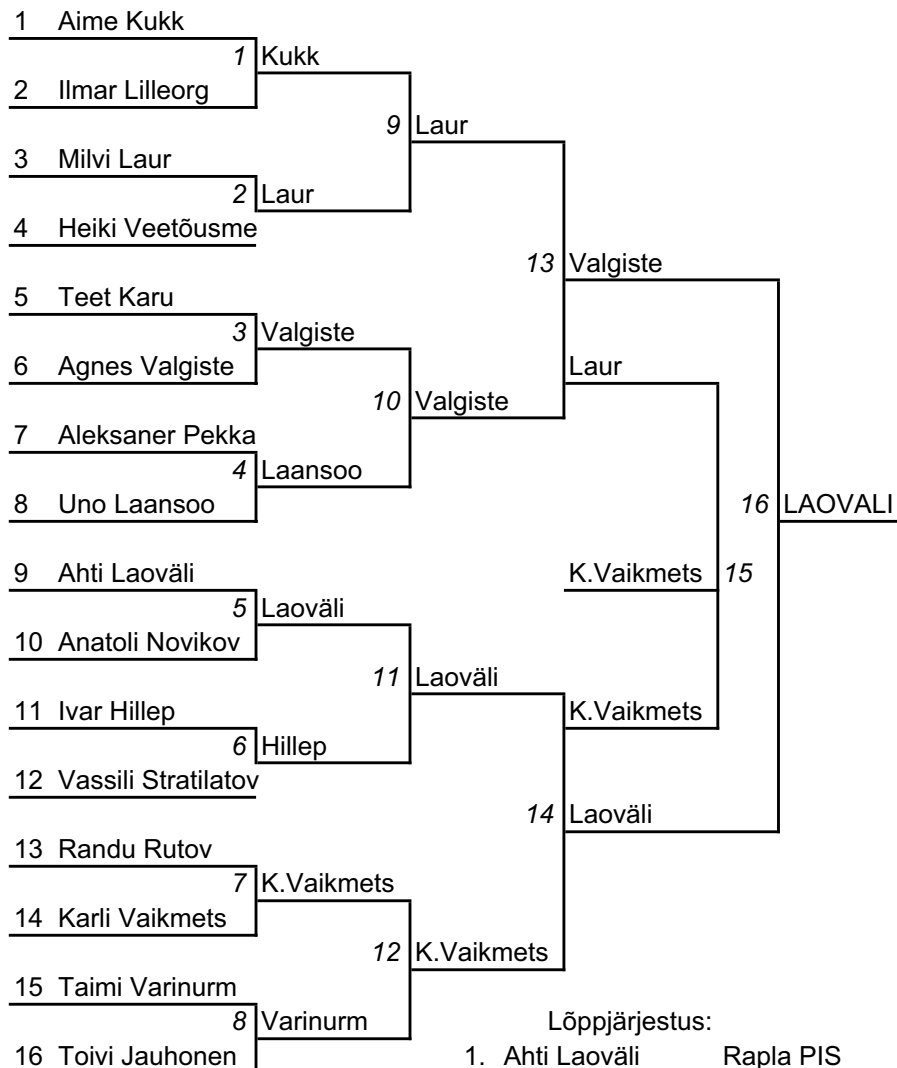 1 Aime Kukk
1 Kukk
2 Ilmar Lilleorg
9 Laur
3 Milvi Laur
2 Laur
4 Heiki Veetõusme
13 Valgiste
5 Teet Karu
3 Valgiste
6 Agnes Valgiste
Laur
10 Valgiste
7 Aleksaner Pekka
4 Laansoo
8 Uno Laansoo
16 LAOVALI
9 Ahti Laoväli
K.Vaikmets 15
5 Laoväli
10 Anatoli Novikov
11 Laoväli
11 Ivar Hillep
K.Vaikmets
6 Hillep
12 Vassili Stratilatov
14 Laoväli
13 Randu Rutov
7 K.Vaikmets
14 Karli Vaikmets
12 K.Vaikmets
15 Taimi Varinurm
8 Varinurm
Lõppjärjestus:
16 Toivi Jauhonen
1. Ahti Laoväli Rapla PIS